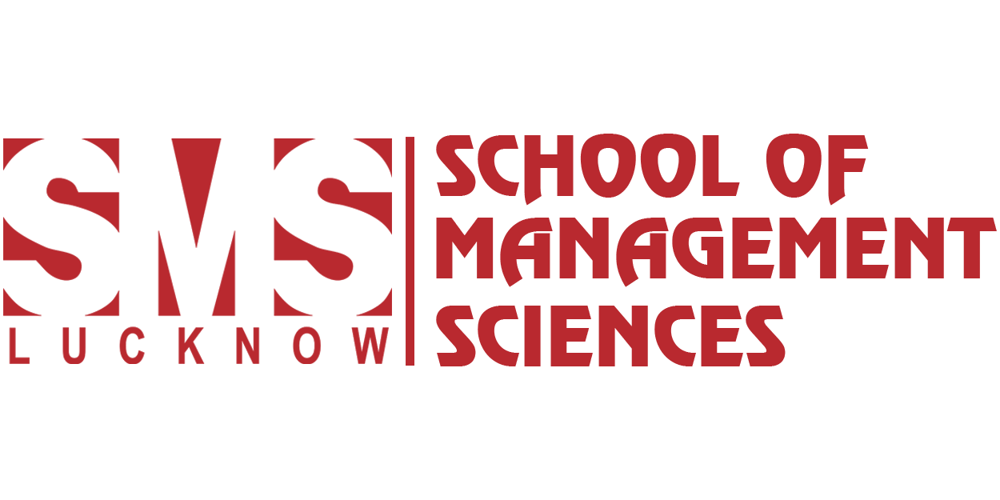 SMS
LUCKNOW
SCHOOL OF
MANAGEMENT
SCIENCES